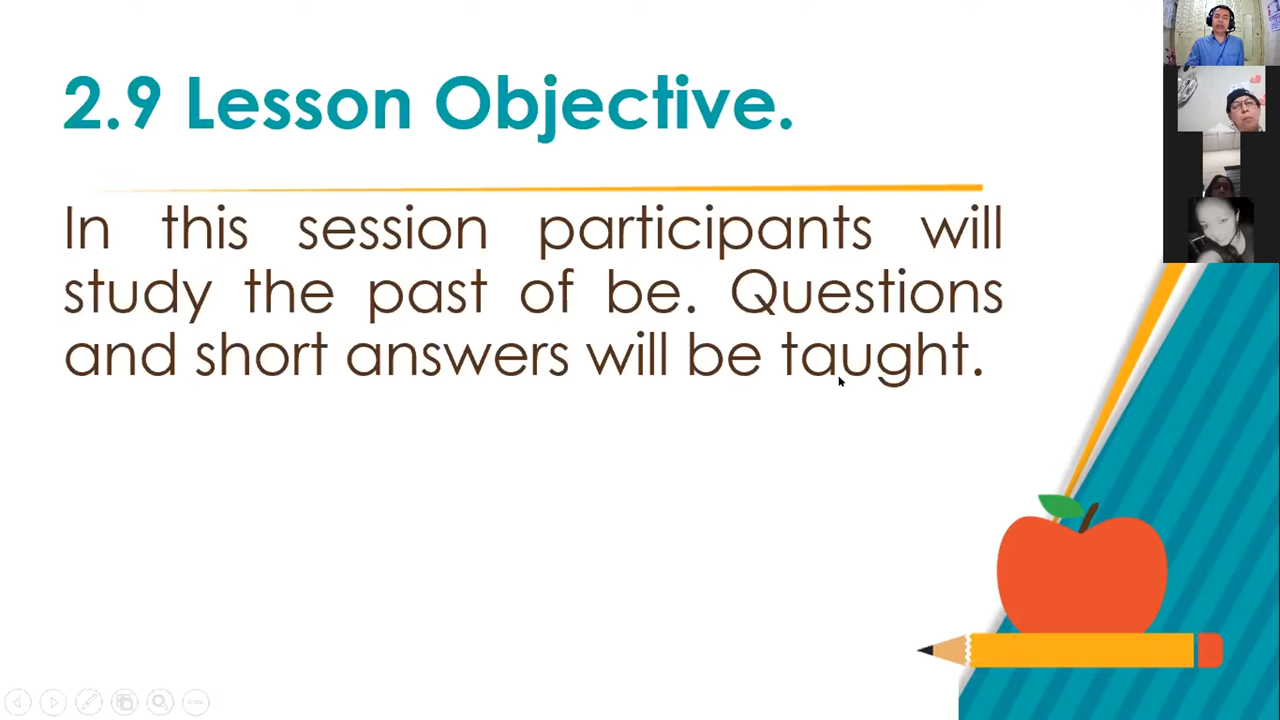 2.9 Lesson Objective.
In this session participants will
study the past of be. Questions
and short answers will be taught.